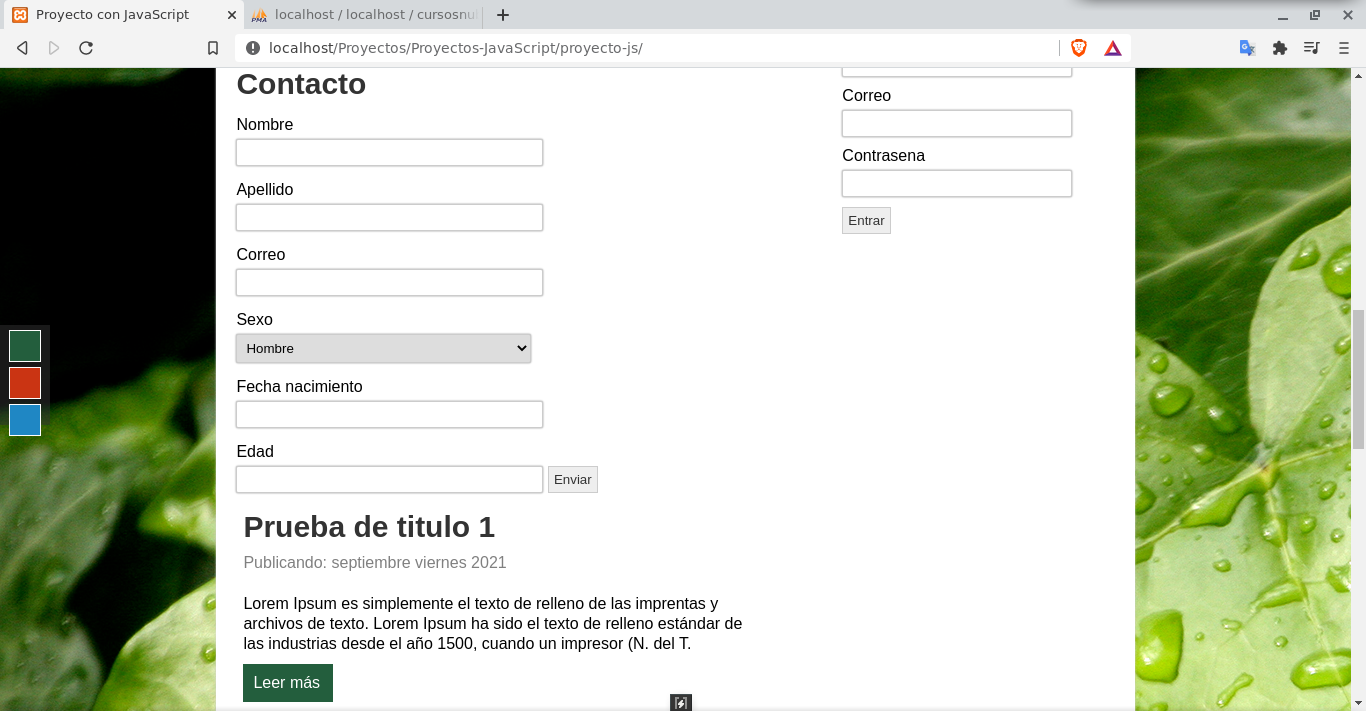 Proyecto con JavaScript
localhost / localhost / cursosnu
localhost/Proyectos/Proyectos-JavaScript/proyecto-js/
Contacto
Nombre
Apellido
Correo
Sexo
Hombre
Fecha nacimiento
Edad
Enviar
Prueba de titulo 1
Publicando: septiembre viernes 2021
Lorem Ipsum es simplemente el texto de relleno de las imprentas y
archivos de texto. Lorem Ipsum ha sido el texto de relleno estándar de
las industrias desde el año 1500, cuando un impresor (N. del T.
Leer más
Correo
Contrasena
Entrar